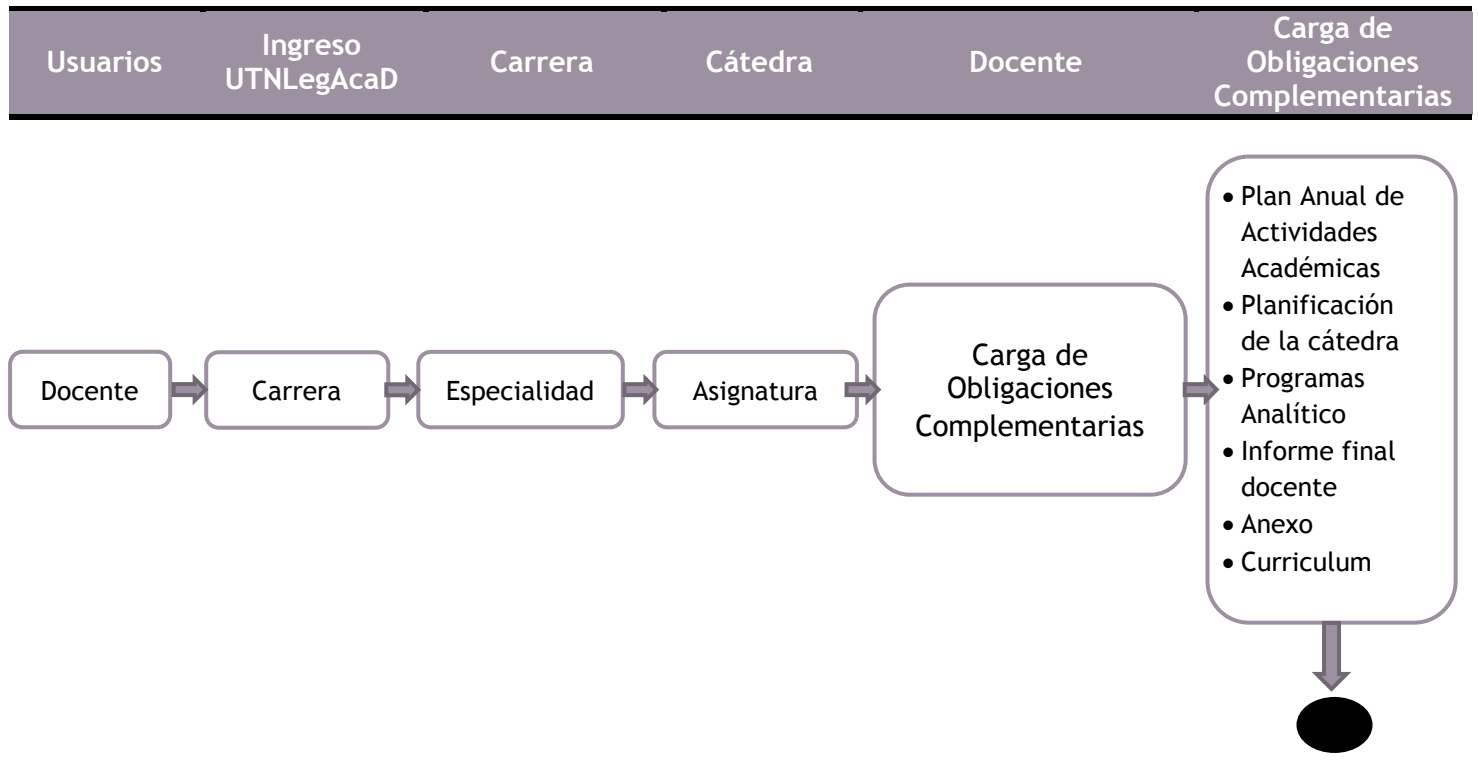 Usuarios
Ingreso
UTNLegAcaD
Carrera
Cátedra
Docente
Carga de
Obligaciones
Complementarias
Docente
Carrera
Especialidad
Asignatura
Carga de
Obligaciones
Complementarias
• Plan Anual de
Actividades
Académicas
• Planificación
de la cátedra
• Programas
Analítico
• Informe final
docente
• Anexo
• Curriculum